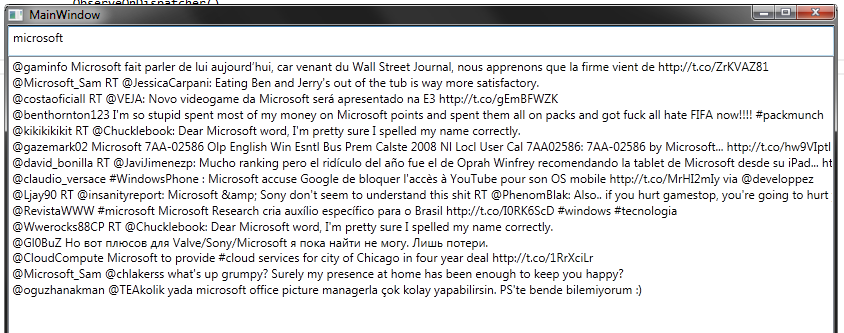 ObserveOnDispatcher()
MainWindow
microsoft
@gaminfo Microsoft fait parler de lui aujourd’hui, car venant du Wall Street Journal, nous apprenons que la firme vient de http://t.co/ZrKVAZ81
@Microsoft_Sam RT @JessicaCarpani: Eating Ben and Jerry's out of the tub is way more satisfactory.
@costaoficiall RT @VEJA: Novo videogame da Microsoft será apresentado na E3 http://t.co/gEmBFWZK
@benthornton123 I'm so stupid spent most of my money on Microsoft points and spent them all on packs and got fuck all hate FIFA now!!!! #packmunch
@kikikikikit RT @Chucklebook: Dear Microsoft word, I'm pretty sure I spelled my name correctly.
@gazemark02 Microsoft 7AA-02586 Olp English Win Esntl Bus Prem Calste 2008 Nl Locl User Cal 7AA02586: 7AA-02586 by Microsoft... http://t.co/hw9VIptl
@david_bonilla RT @JaviJimenezp: Mucho ranking pero el ridículo del año fue el de Oprah Winfrey recomendando la tablet de Microsoft desde su iPad... ht
@claudio_versace #WindowsPhone : Microsoft accuse Google de bloquer l'accès à YouTube pour son OS mobile http://t.co/MrHI2mIy via @developpez
@Ljay90 RT @insanityreport: Microsoft &amp; Sony don't seem to understand this shit RT @PhenomBlak: Also.. if you hurt gamestop, you're going to hurt
@RevistaWWW #microsoft Microsoft Research cria auxílio específico para o Brasil http://t.co/I0RK6ScD #windows #tecnologia
@Wwerocks88CP RT @Chucklebook: Dear Microsoft word, I'm pretty sure I spelled my name correctly.
@Gl0BuZ Но вот плюсов для Valve/Sony/Microsoft я пока найти не могу. Лишь потери.
@CloudCompute Microsoft to provide #cloud services for city of Chicago in four year deal http://t.co/1RrXciLr
@Microsoft_Sam @chlakerss what's up grumpy? Surely my presence at home has been enough to keep you happy?
@oguzhanakman @TEAkolik yada microsoft office picture managerla çok kolay yapabilirsin. PS'te bende bilemiyorum :)